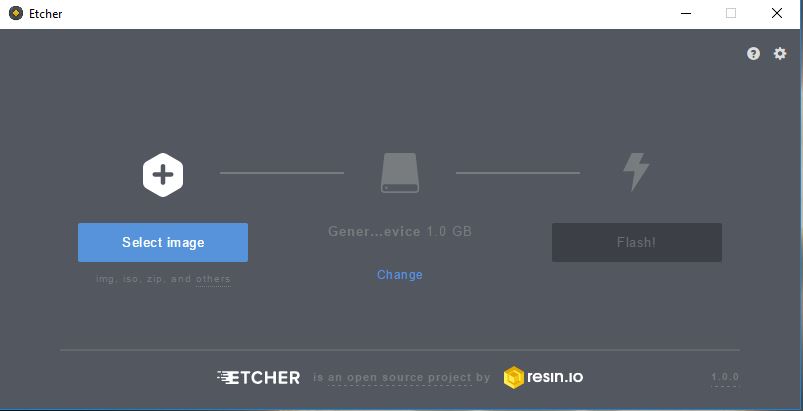 Etcher
Select image
img, iso, zip, and others
Gener...evice 1.0 GB
Change
Flash!
ETCHER is an open source project by resin.io
1.0.0